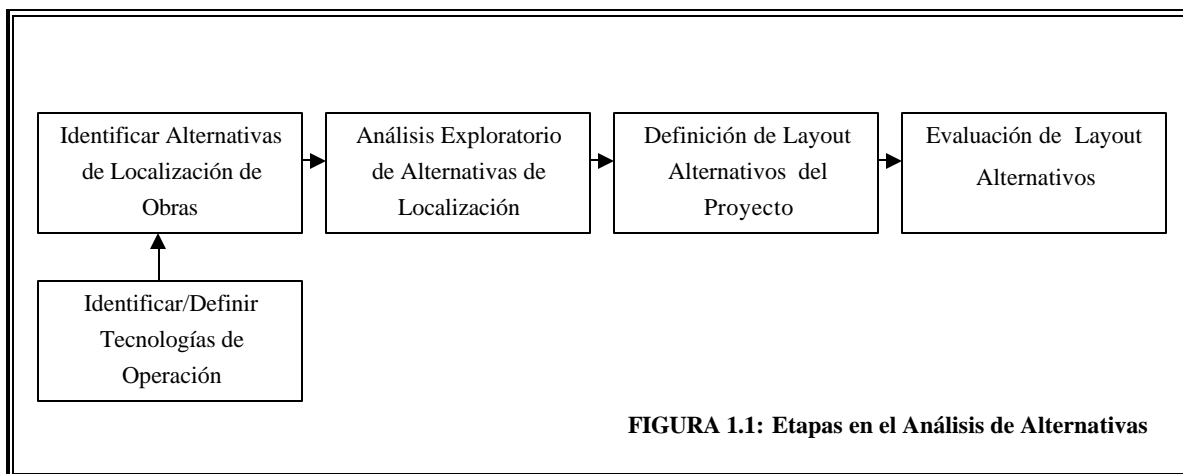 Identificar Alternativas
de Localización de
Obras
Análisis Exploratorio
de Alternativas de
Localización
Definición de Layout
Alternativos del
Proyecto
Evaluación de Layout
Alternativos
Identificar/Definir
Tecnologías de
Operación
FIGURA 1.1: Etapas en el Análisis de Alternativas